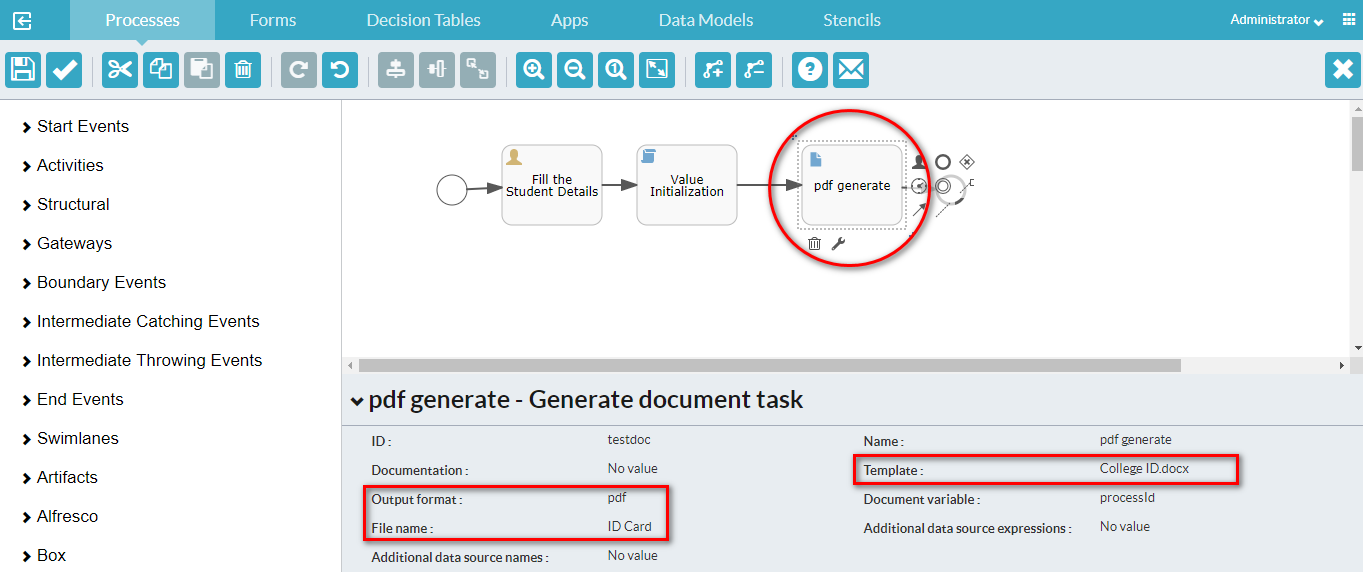 Processes Forms Decision Tables Apps Data Models Stencils Administrator
1 ?
Start Events
Activities
Structural
Gateways
Boundary Events
Intermediate Catching Events
Intermediate Throwing Events
End Events
Swimlanes
Artifacts
Alfresco
Box
Fill the
Student Details
Value
Initialization
pdf generate
pdf generate - Generate document task
ID : testdoc Name : pdf generate
Documentation : No value Template : College ID.docx
Output format : pdf Document variable : processId
File name : ID Card Additional data source expressions : No value
Additional data source names : No value